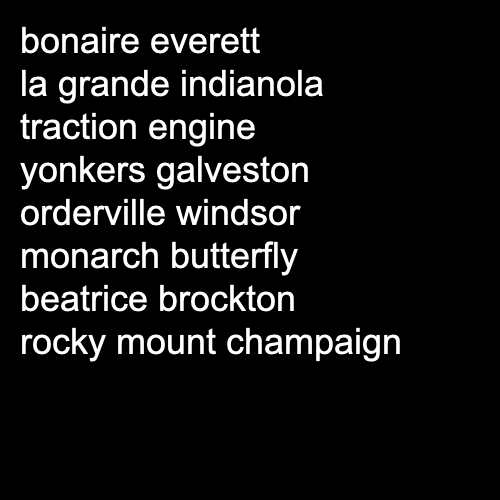 bonaire everett
la grande indianola
traction engine
yonkers galveston
orderville windsor
monarch butterfly
beatrice brockton
rocky mount champaign